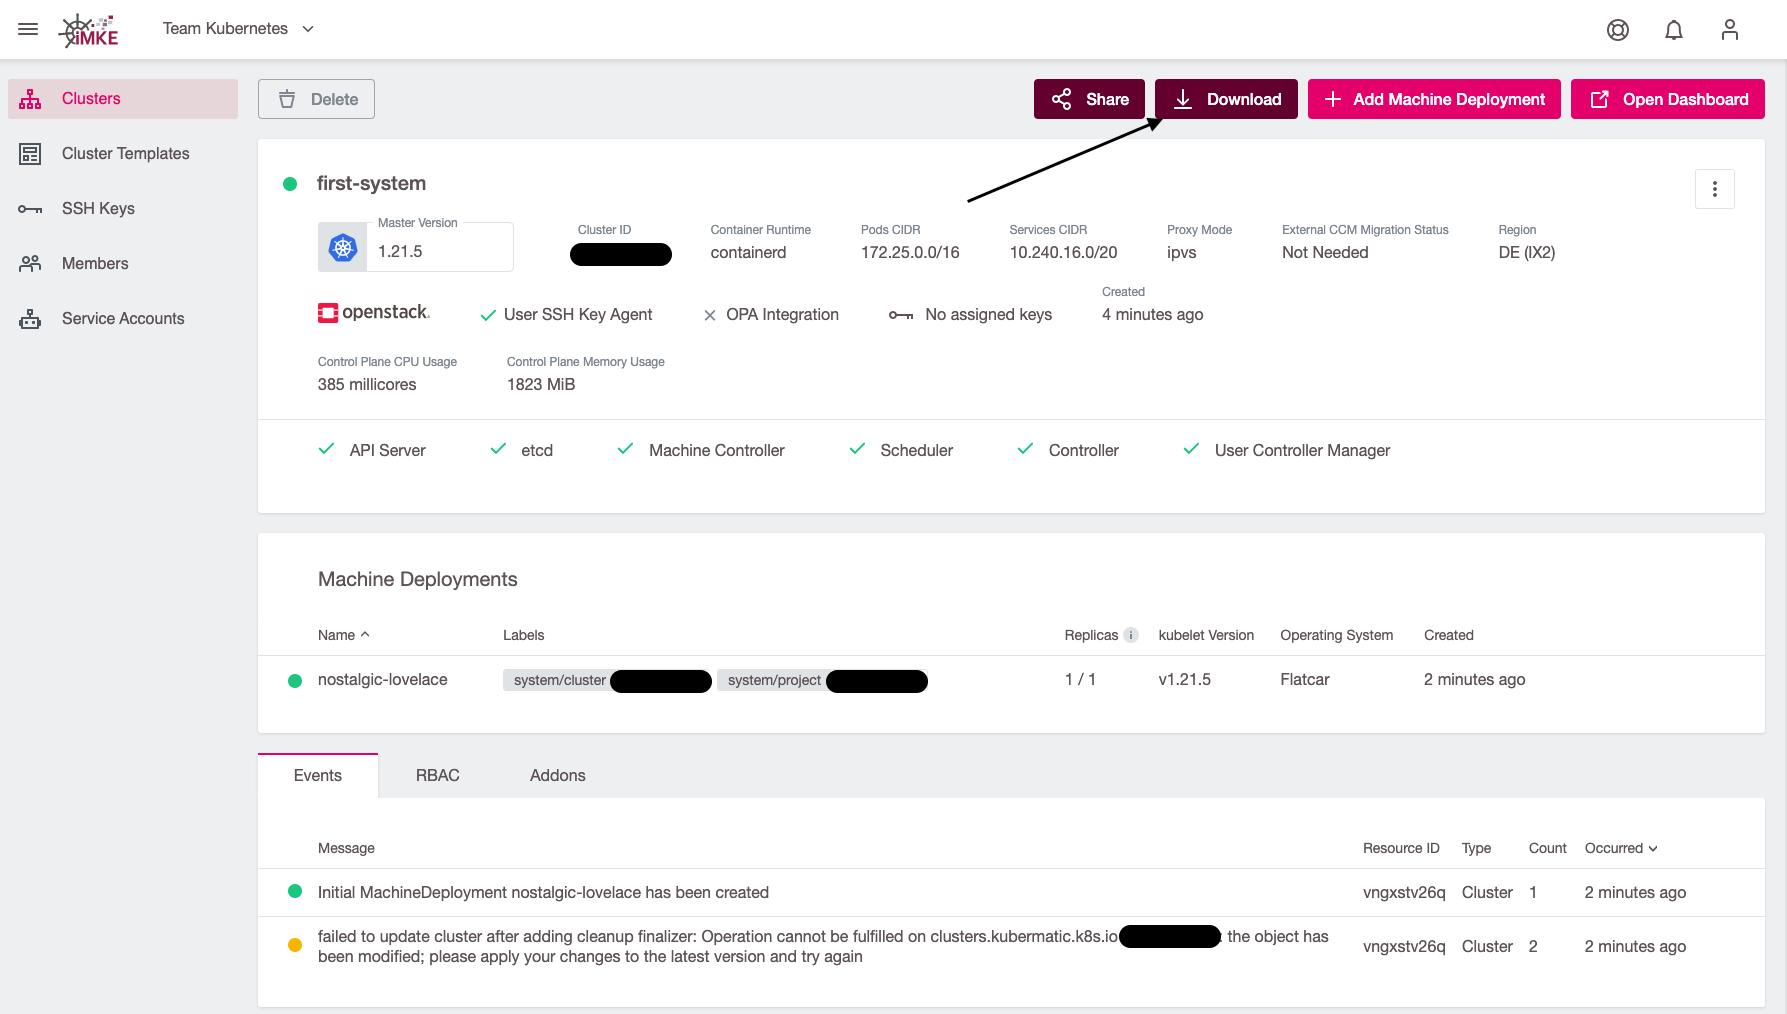 iMKE
Team Kubernetes
Clusters
Cluster Templates
SSH Keys
Members
Service Accounts
Delete
Share
Download
Add Machine Deployment
Open Dashboard
first-system
Master Version
1.21.5
Cluster ID
Container Runtime
containerd
Pods CIDR
172.25.0.0/16
Services CIDR
10.240.16.0/20
Proxy Mode
ipvs
External CCM Migration Status
Not Needed
Region
DE (IX2)
openstack.
User SSH Key Agent
OPA Integration
No assigned keys
Created
4 minutes ago
Control Plane CPU Usage
385 millicores
Control Plane Memory Usage
1823 MiB
API Server
etcd
Machine Controller
Scheduler
Controller
User Controller Manager
Machine Deployments
Name Labels Replicas i kubelet Version Operating System Created
nostalgic-lovelace system/cluster system/project 1 / 1 v1.21.5 Flatcar 2 minutes ago
Events RBAC Addons
Message Resource ID Type Count Occurred
Initial MachineDeployment nostalgic-lovelace has been created vngxstv26q Cluster 1 2 minutes ago
failed to update cluster after adding cleanup finalizer: Operation cannot be fulfilled on clusters.kubermatic.k8s.io : the object has
been modified; please apply your changes to the latest version and try again
vngxstv26q Cluster 2 2 minutes ago